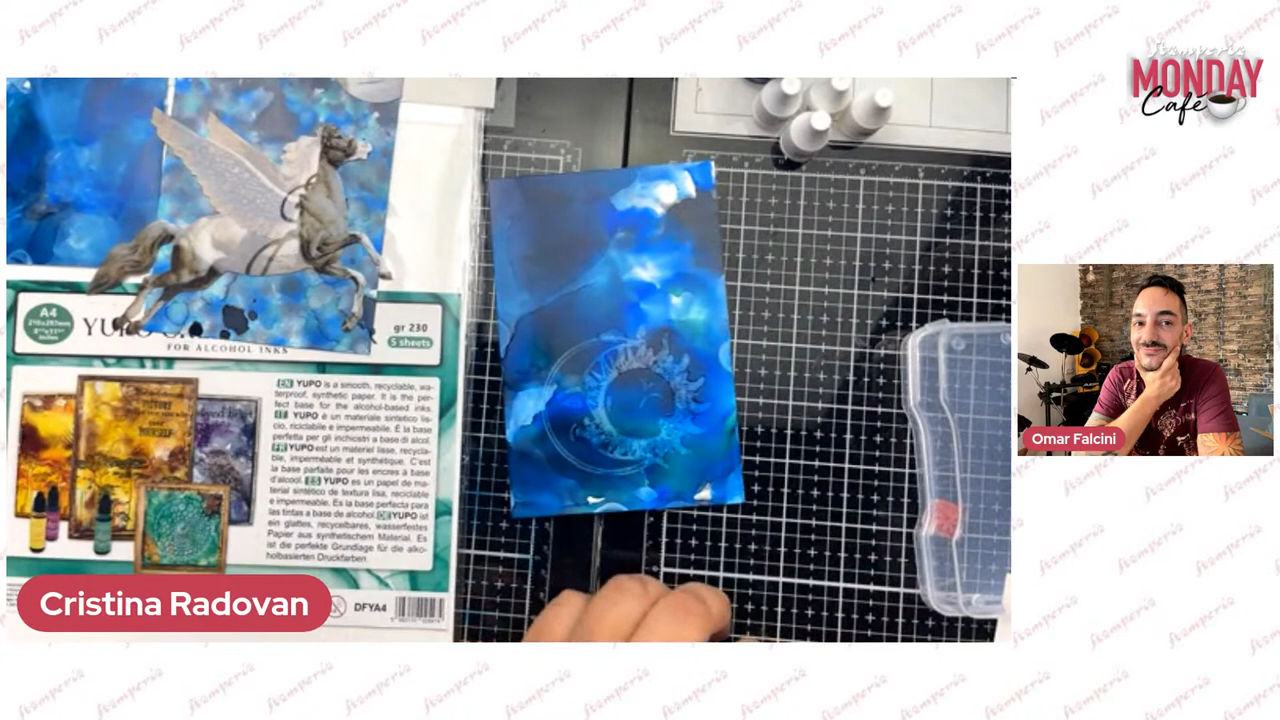 Stamperia
MONDAY
Café
A4
210x297mm
gr 230
5 sheets
FOR ALCOHOL INKS
EN YUPO is a smooth, recyclable, wa-
terproof, synthetic paper. It is the per-
fect base for the alcohol-based inks.
IT YUPO è un materiale sintetico lis-
cio, riciclabile e impermeabile. È la base
perfetta per gli inchiostri a base di alcol.
FR YUPO est un materiel lisse, recycla-
ble, imperméable et synthétique. C'est
la base parfaite pour les encres a base
d'alcool. ES YUPO es un papel de ma-
terial sintético de textura lisa, reciclable
e impermeable. Es la base perfecta para
las tintas a base de alcohol. DE YUPO ist
ein glattes, recycelbares, wasserfestes
Papier aus synthetischem Material. Es
ist die perfekte Grundlage für die alko-
holbasierten Druckfarben.
DFYA4
Cristina Radovan
Omar Falcini